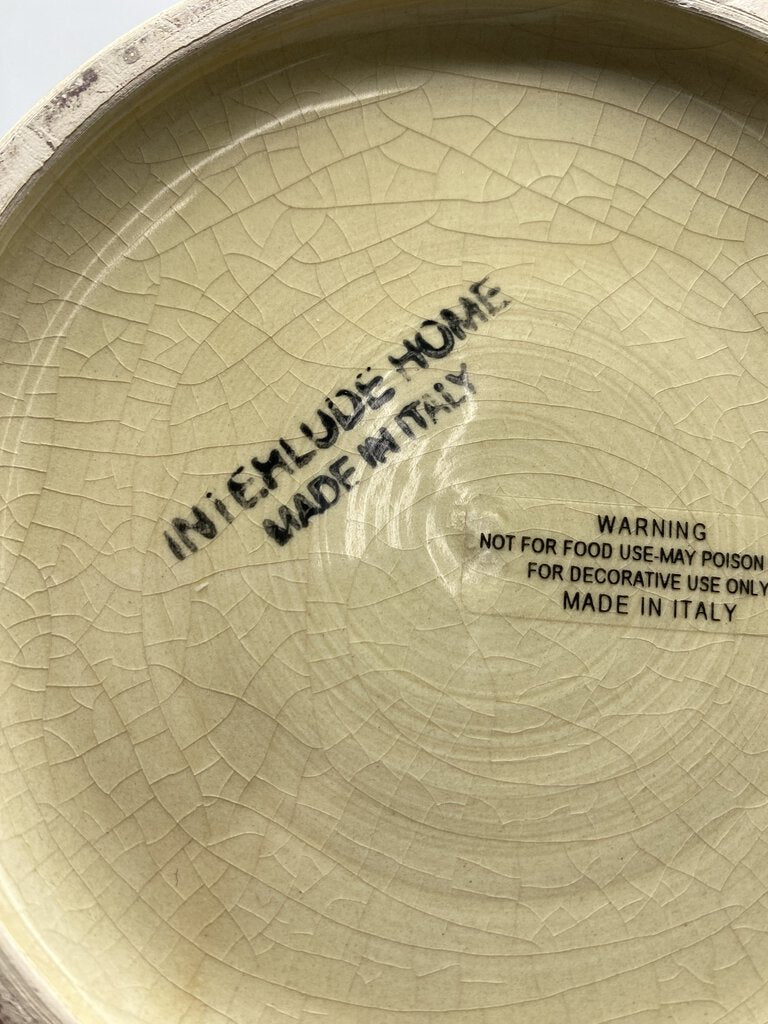 INTERLUDE HOME
MADE IN ITALY
WARNING
NOT FOR FOOD USE-MAY POISON
FOR DECORATIVE USE ONLY
MADE IN ITALY